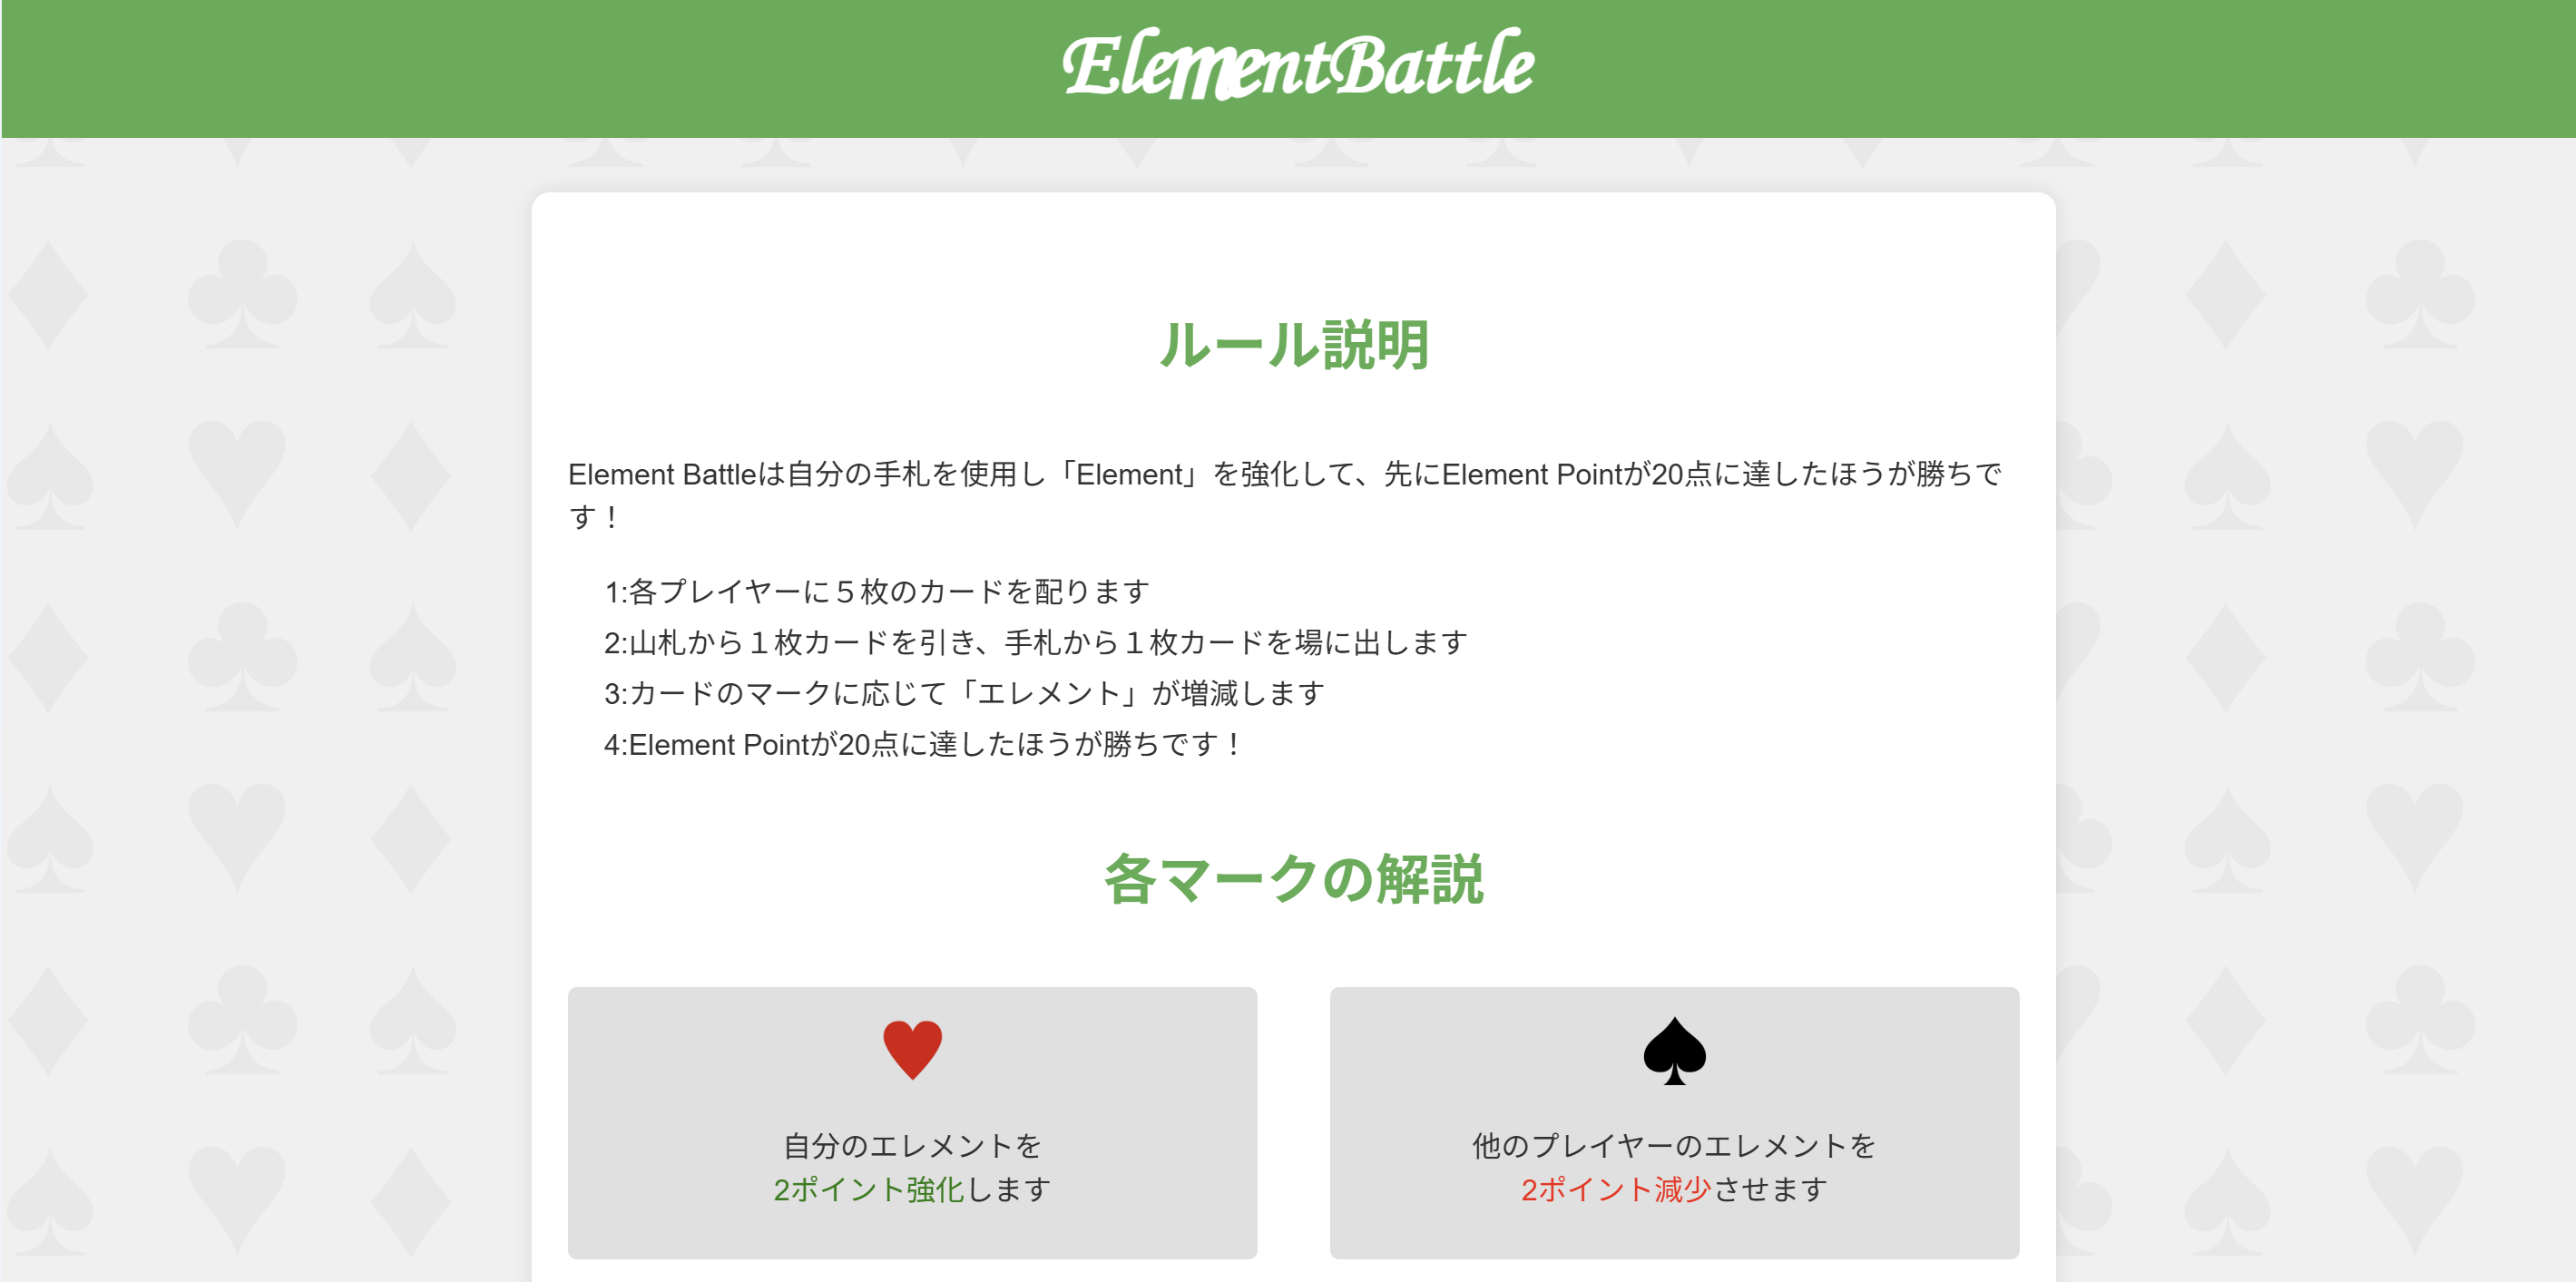 ElementBattle
ルール説明
Element Battleは自分の手札を使用し「Element」を強化して、先にElement Pointが20点に達したほうが勝ちで
す！
1:各プレイヤーに５枚のカードを配ります
2:山札から１枚カードを引き、手札から１枚カードを場に出します
3:カードのマークに応じて「エレメント」が増減します
4:Element Pointが20点に達したほうが勝ちです！
各マークの解説
自分のエレメントを
2ポイント強化します
他のプレイヤーのエレメントを
2ポイント減少させます